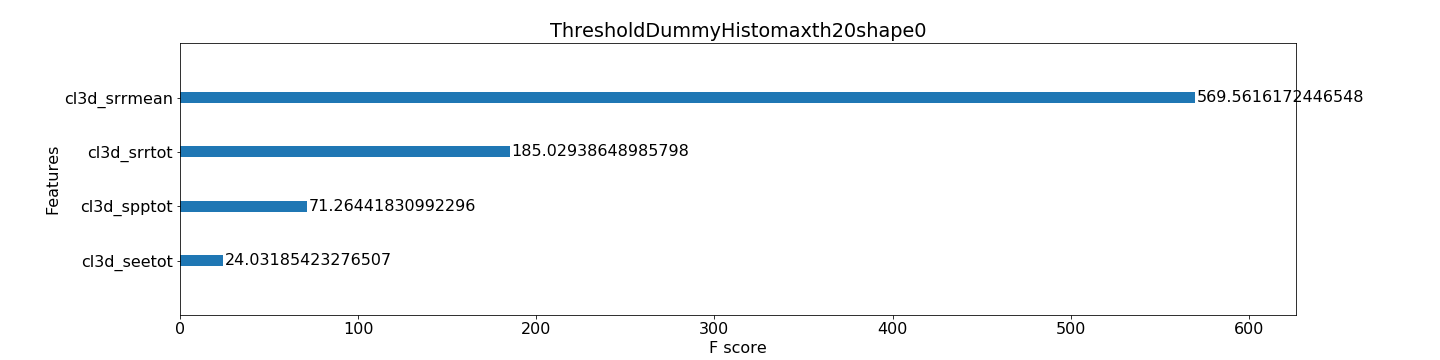 ThresholdDummyHistomaxth20shape0
cl3d_srrmean
569.5616172446548
cl3d_srrtot
185.02938648985798
cl3d_spptot
71.26441830992296
cl3d_seetot
24.03185423276507
Features
0 100 200 300 400 500 600
F score